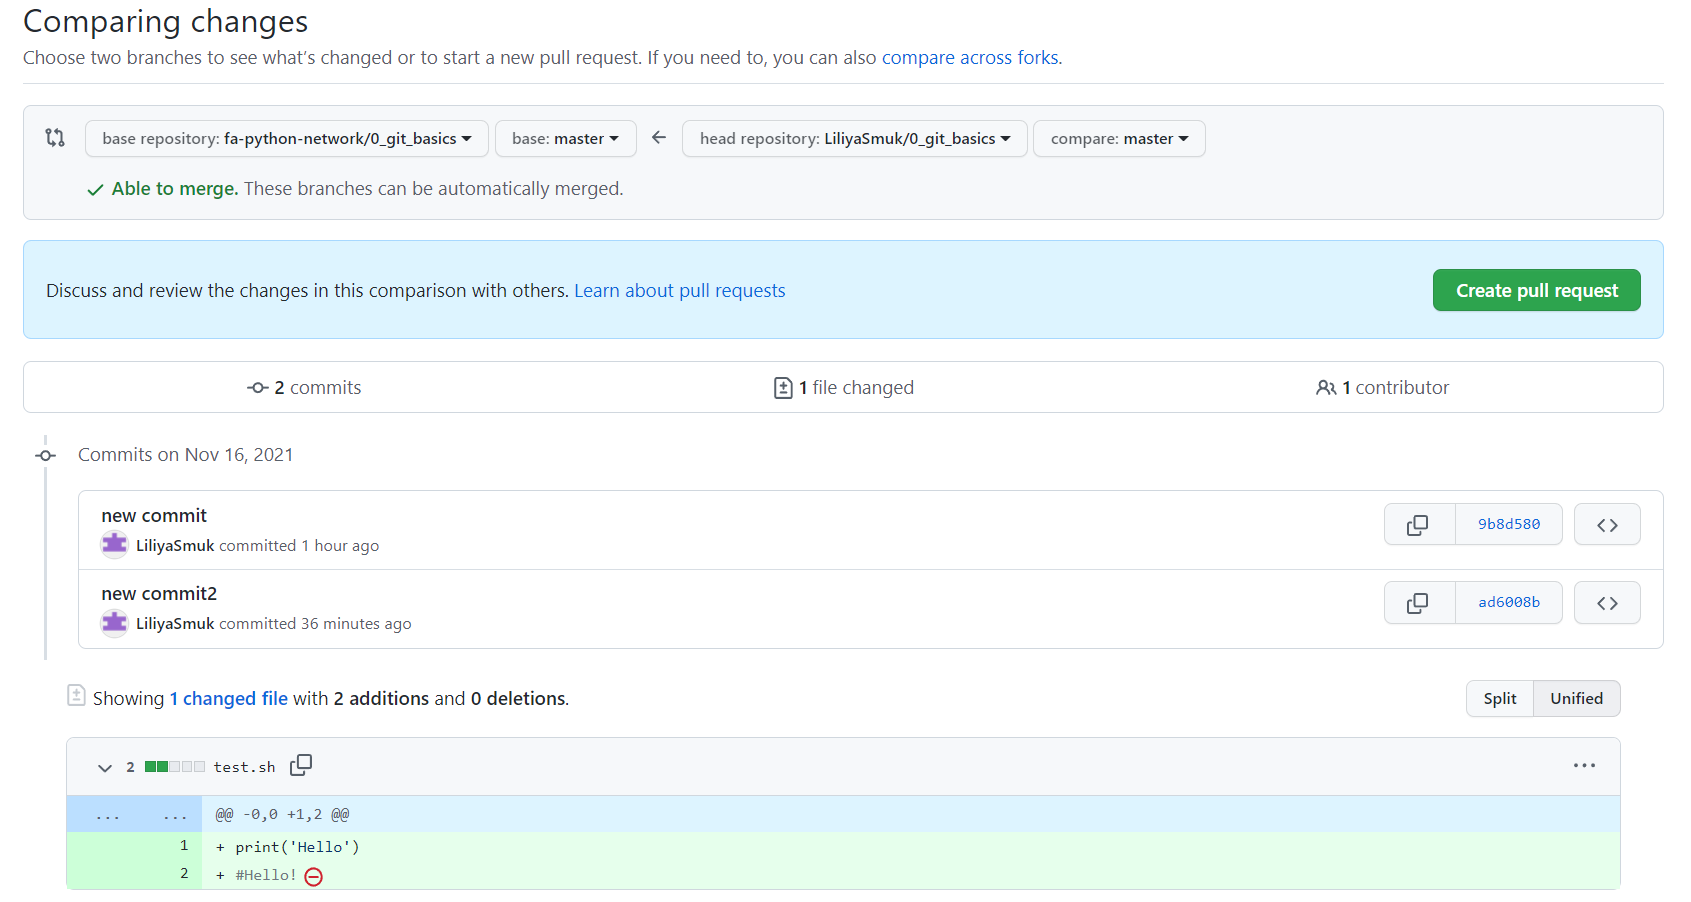 Comparing changes
Choose two branches to see what's changed or to start a new pull request. If you need to, you can also compare across forks.
base repository: fa-python-network/0_git_basics base: master head repository: LiliyaSmuk/0_git_basics compare: master
Able to merge. These branches can be automatically merged.
Discuss and review the changes in this comparison with others. Learn about pull requests Create pull request
2 commits 1 file changed 1 contributor
Commits on Nov 16, 2021
new commit
LiliyaSmuk committed 1 hour ago 9b8d580
new commit2
LiliyaSmuk committed 36 minutes ago ad6008b
Showing 1 changed file with 2 additions and 0 deletions. Split Unified
2 test.sh ...
... ... @@ -0,0 +1,2 @@
1 + print('Hello')
2 + #Hello!